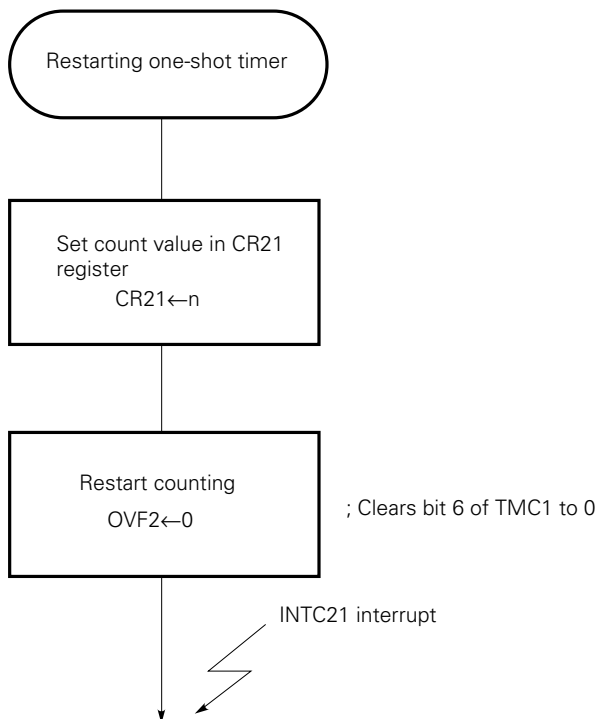 Restarting one-shot timer
Set count value in CR21
register
CR21←n
Restart counting
OVF2←0
; Clears bit 6 of TMC1 to 0
INTC21 interrupt